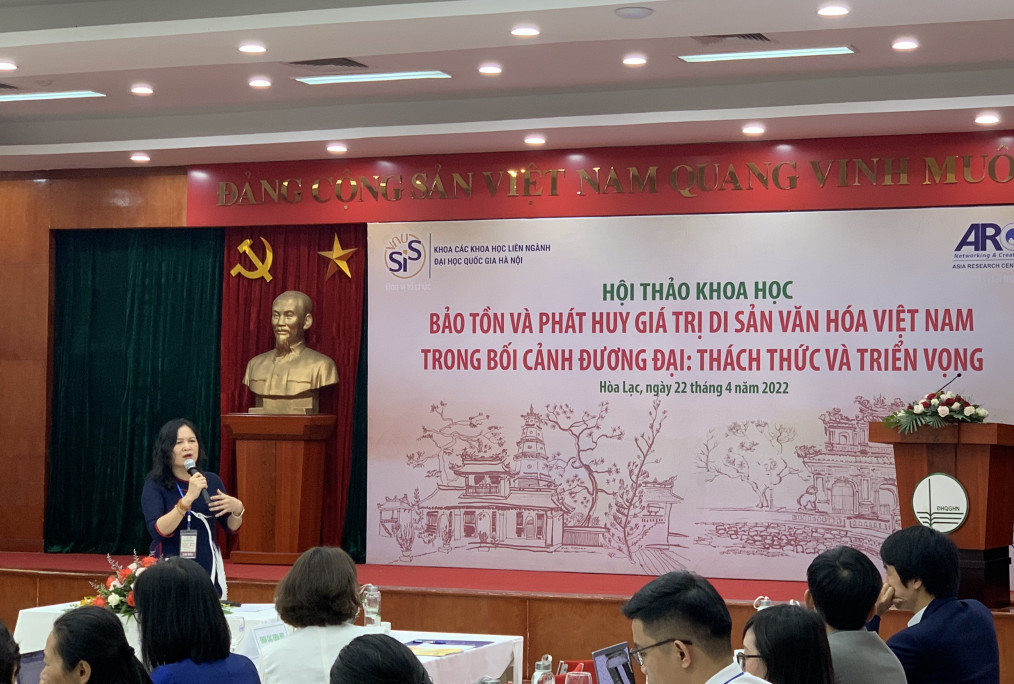 ĐẢNG CỘNG SẢN VIỆT NAM QUANG VINH MUÔ
VNU
SiS
KHOA CÁC KHOA HỌC LIÊN NGÀNH
ĐẠI HỌC QUỐC GIA HÀ NỘI
ARC
Networking & Creat
ASIA RESEARCH CEN
HỘI THẢO KHOA HỌC
BẢO TỒN VÀ PHÁT HUY GIÁ TRỊ DI SẢN VĂN HÓA VIỆT NAM
TRONG BỐI CẢNH ĐƯƠNG ĐẠI: THÁCH THỨC VÀ TRIỂN VỌNG
Hòa Lạc, ngày 22 tháng 4 năm 2022
ĐHQGHN